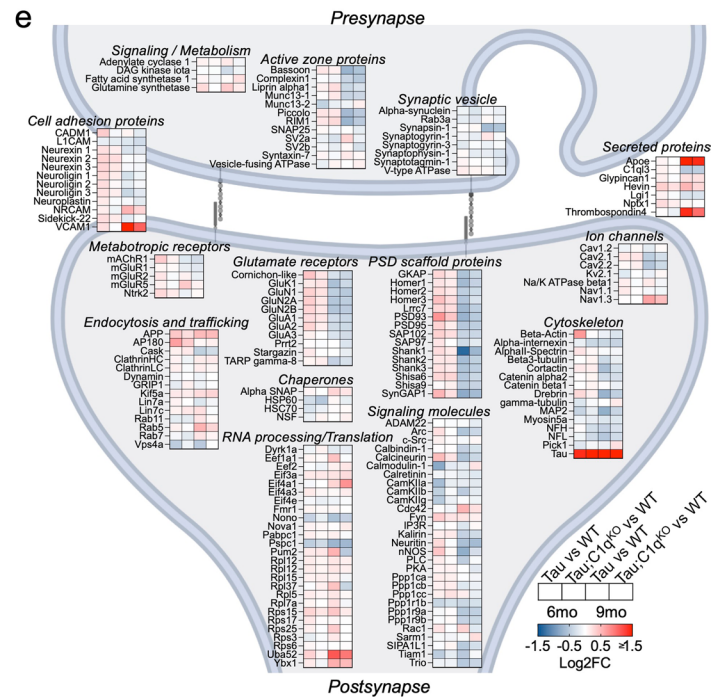 e
Presynapse
Signaling / Metabolism
Adenylate cyclase 1
DAG kinase iota
Fatty acid synthetase 1
Glutamine synthetase
Active zone proteins
Bassoon
Complexin1
Liprin alpha1
Munc13-1
Munc13-2
Piccolo
RIM1
SNAP25
SV2a
SV2b
Syntaxin-7
Vesicle-fusing ATPase
Synaptic vesicle
Alpha-synuclein
Rab3a
Synapsin-1
Synaptogyrin-1
Synaptogyrin-3
Synaptophysin-1
Synaptotagmin-1
V-type ATPase
Cell adhesion proteins
CADM1
L1CAM
Neurexin 1
Neurexin 2
Neurexin 3
Neuroligin 1
Neuroligin 2
Neuroligin 3
Neuroplastin
NRCAM
Sidekick-22
VCAM1
Secreted proteins
Apoe
C1ql3
Glypican1
Hevin
Lgi1
Nptx1
Thrombospondin4
Metabotropic receptors
mAChR1
mGluR1
mGluR2
mGluR5
Ntrk2
Glutamate receptors
Cornichon-like
GluK1
GluN1
GluN2A
GluN2B
GluA1
GluA2
GluA3
Prrt2
Stargazin
TARP gamma-8
PSD scaffold proteins
GKAP
Homer1
Homer2
Homer3
Lrrc7
PSD93
PSD95
SAP102
SAP97
Shank1
Shank2
Shank3
Shisa6
Shisa9
SynGAP1
Ion channels
Cav1.2
Cav2.1
Cav2.2
Kv2.1
Na/K ATPase beta1
Nav1.1
Nav1.3
Endocytosis and trafficking
APP
AP180
Cask
ClathrinHC
ClathrinLC
Dynamin
GRIP1
Kif5a
Lin7a
Lin7c
Rab11
Rab5
Rab7
Vps4a
Chaperones
Alpha SNAP
HSP60
HSC70
NSF
Cytoskeleton
Beta-Actin
Alpha-internexin
AlphaII-Spectrin
Beta3-tubulin
Cortactin
Catenin alpha2
Catenin beta1
Drebrin
gamma-tubulin
MAP2
Myosin5a
NFH
NFL
Pick1
Tau
RNA processing/Translation
Dyrk1a
Eef1a1
Eef2
Eif3a
Eif4a1
Eif4a3
Eif4e
Fmr1
Nono
Nova1
Pabpc1
Pspc1
Pum2
Rpl12
Rpl12
Rpl15
Rpl37
Rpl5
Rpl7a
Rps15
Rps17
Rps25
Rps3
Rps6
Uba52
Ybx1
Signaling molecules
ADAM22
Arc
c-Src
Calbindin-1
Calcineurin
Calmodulin-1
Calretinin
CamKIIa
CamKIIb
CamKIIg
Cdc42
Fyn
IP3R
Kalirin
Neuritin
nNOS
PLC
PKA
Ppp1ca
Ppp1cb
Ppp1cc
Ppp1r1b
Ppp1r9a
Ppp1r9b
Rac1
Sarm1
SIPA1L1
Tiam1
Trio
Tau vs WT
Tau;C1qKO vs WT
Tau vs WT
Tau;C1qKO vs WT
6mo 9mo
-1.5 -0.5 0.5 ≥1.5
Log2FC
Postsynapse